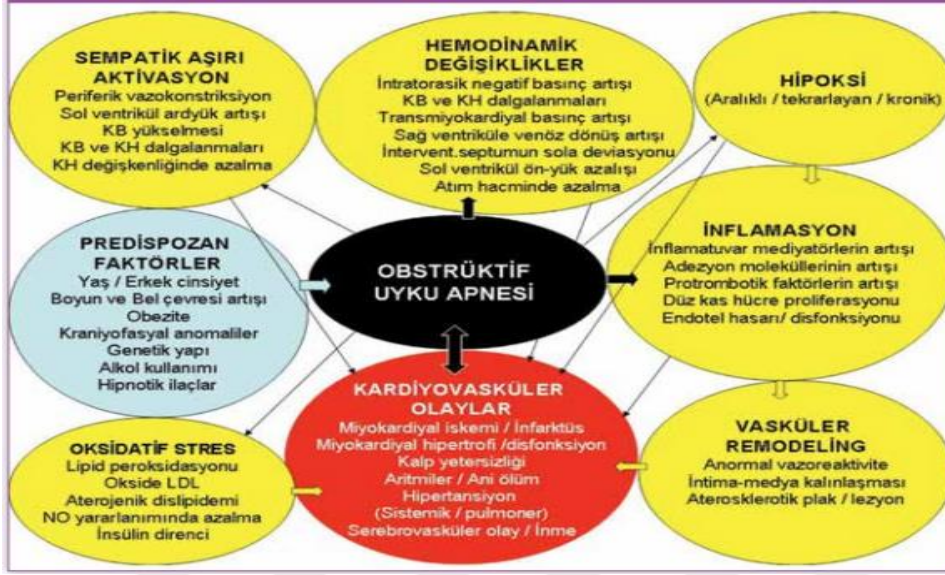 SEMPATİK AŞIRI
AKTİVASYON
Periferik vazokonstriksiyon
Sol ventrikül ardyük artışı
KB yükselmesi
KB ve KH dalgalanmaları
KH değişkenliğinde azalma
HEMODİNAMİK
DEĞİŞİKLİKLER
İntratorasik negatif basınç artışı
KB ve KH dalgalanmaları
Transmiyokardiyal basınç artışı
Sağ ventriküle venöz dönüş artışı
İntervent.septumun sola deviasyonu
Sol ventrikül ön-yük azalışı
Atım hacminde azalma
HİPOKSİ
(Aralıklı / tekrarlayan / kronik)
PREDİSPOZAN
FAKTÖRLER
Yaş / Erkek cinsiyet
Boyun ve Bel çevresi artışı
Obezite
Kraniyofasyal anomaliler
Genetik yapı
Alkol kullanımı
Hipnotik ilaçlar
OBSTRÜKTİF
UYKU APNESİ
İNFLAMASYON
İnflamatuvar mediyatörlerin artışı
Adezyon moleküllerinin artışı
Protrombotik faktörlerin artışı
Düz kas hücre proliferasyonu
Endotel hasarı/ disfonksiyonu
OKSİDATİF STRES
Lipid peroksidasyonu
Okside LDL
Aterojenik dislipidemi
NO yararlanımında azalma
İnsülin direnci
KARDİYOVASKÜLER
OLAYLAR
Miyokardiyal iskemi / İnfarktüs
Miyokardiyal hipertrofi /disfonksiyon
Kalp yetersizliği
Aritmiler / Ani ölüm
Hipertansiyon
(Sistemik / pulmoner)
Serebrovasküler olay / İnme
VASKÜLER
REMODELİNG
Anormal vazoreaktivite
İntima-medya kalınlaşması
Aterosklerotik plak / lezyon